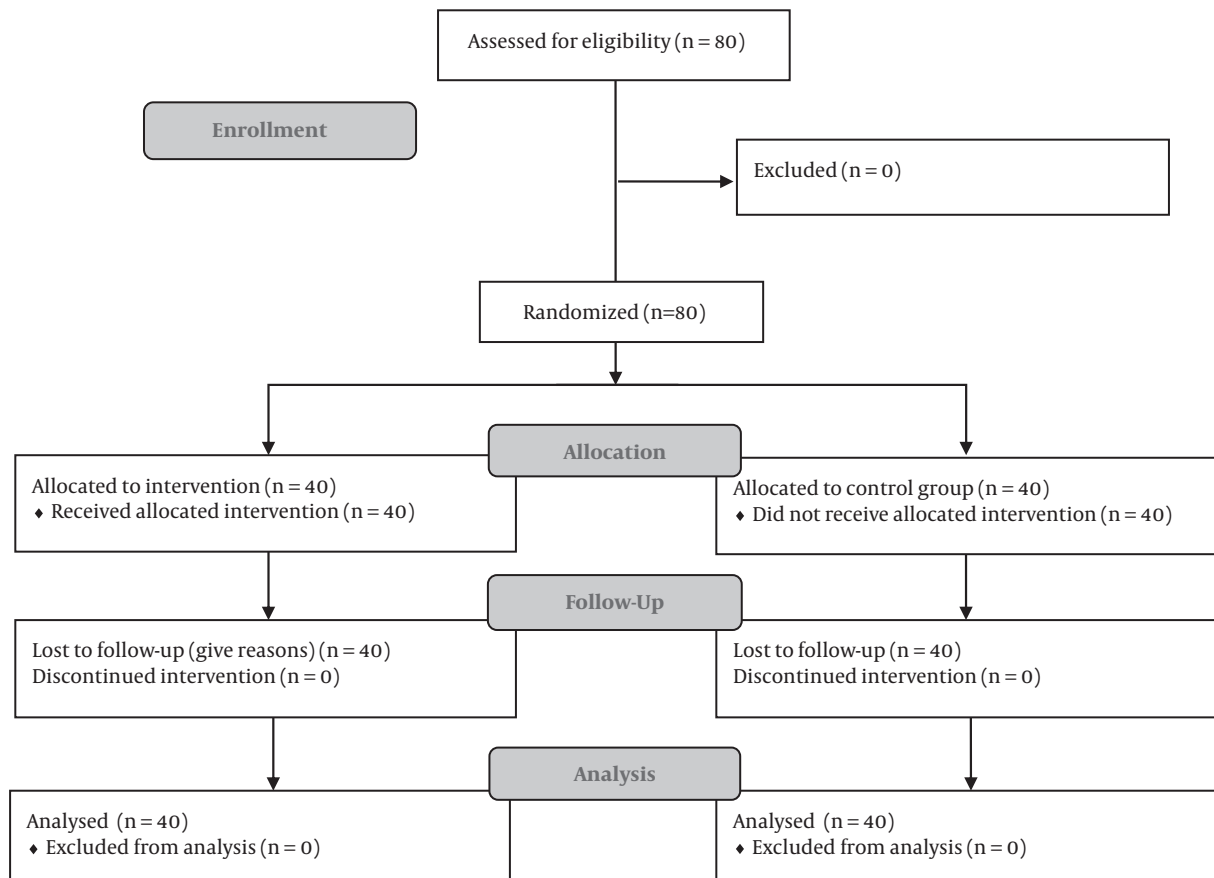 Assessed for eligibility (n = 80)
Enrollment
Excluded (n = 0)
Randomized (n=80)
Allocation
Allocated to intervention (n = 40)
♦ Received allocated intervention (n = 40)
Allocated to control group (n = 40)
♦ Did not receive allocated intervention (n = 40)
Follow-Up
Lost to follow-up (give reasons) (n = 40)
Discontinued intervention (n = 0)
Lost to follow-up (n = 40)
Discontinued intervention (n = 0)
Analysis
Analysed (n = 40)
♦ Excluded from analysis (n = 0)
Analysed (n = 40)
♦ Excluded from analysis (n = 0)